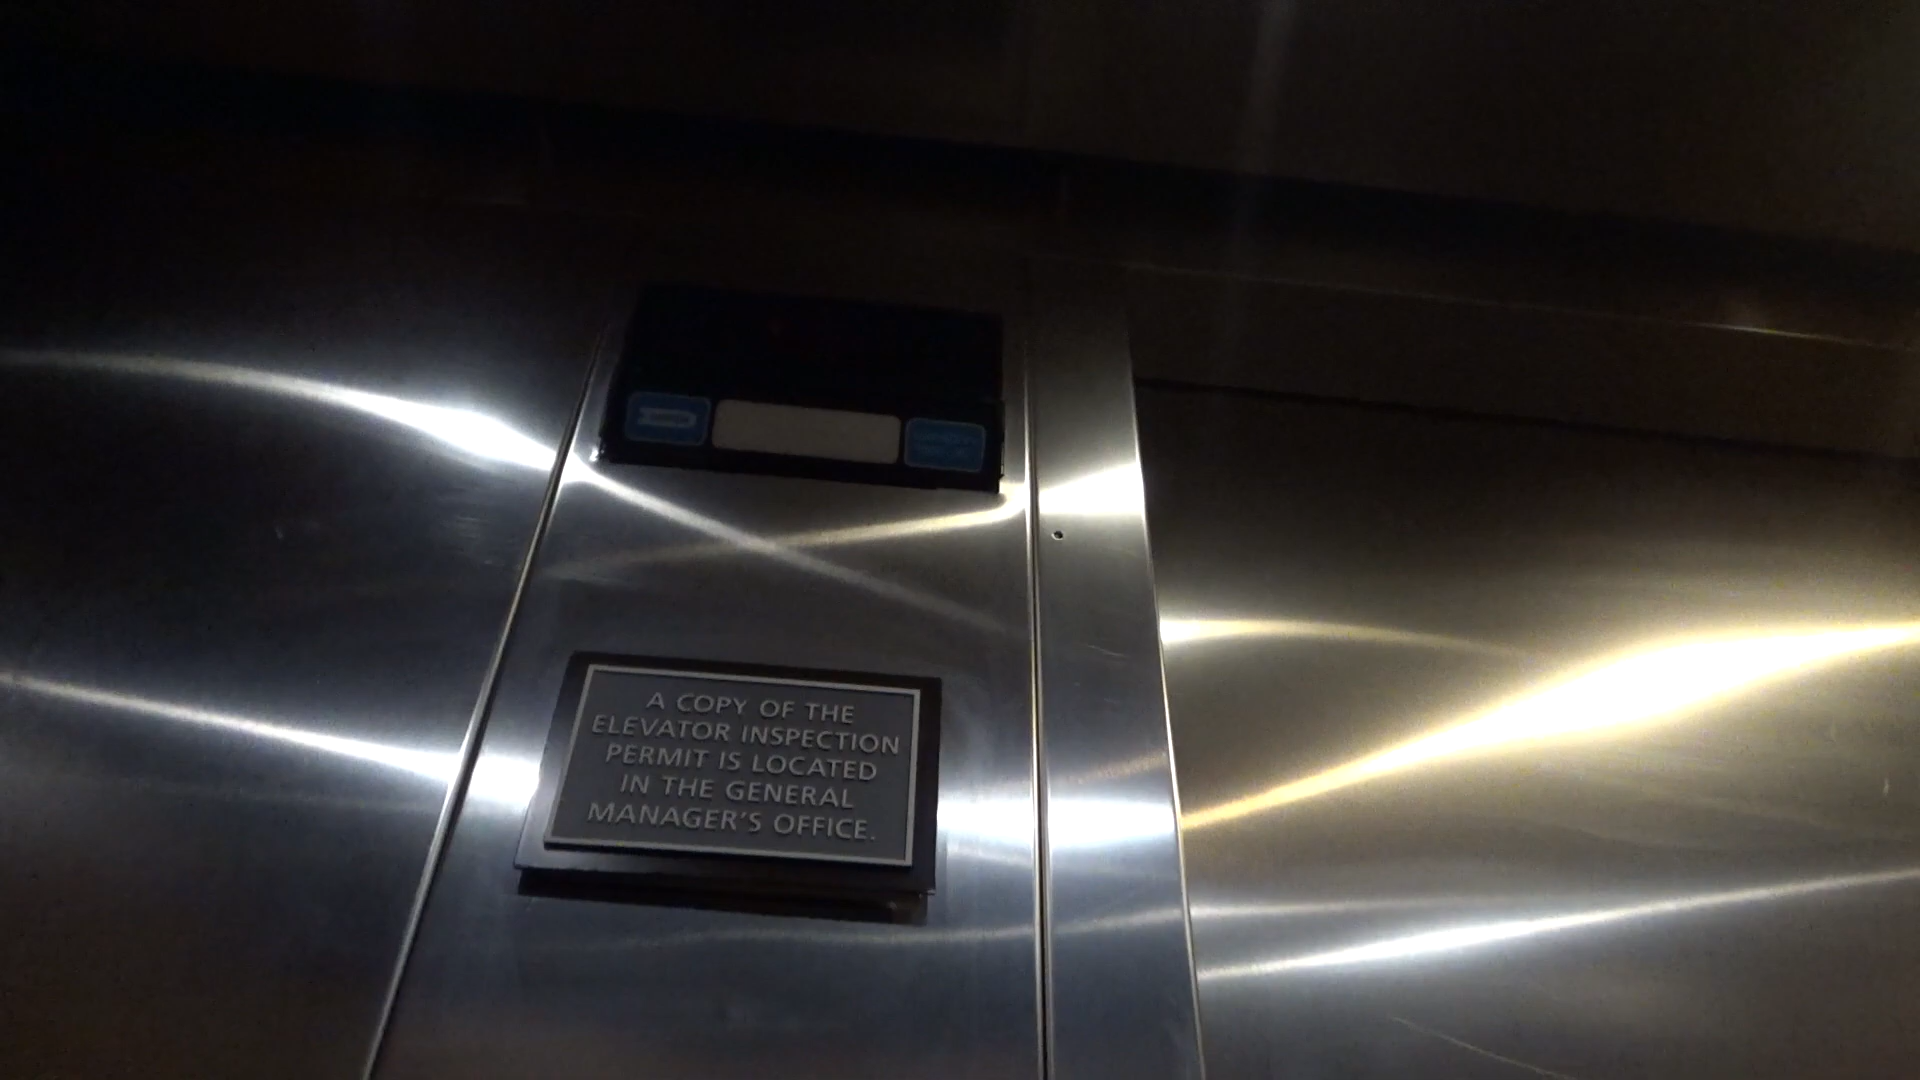 A COPY OF THE
ELEVATOR INSPECTION
PERMIT IS LOCATED
IN THE GENERAL
MANAGER'S OFFICE.